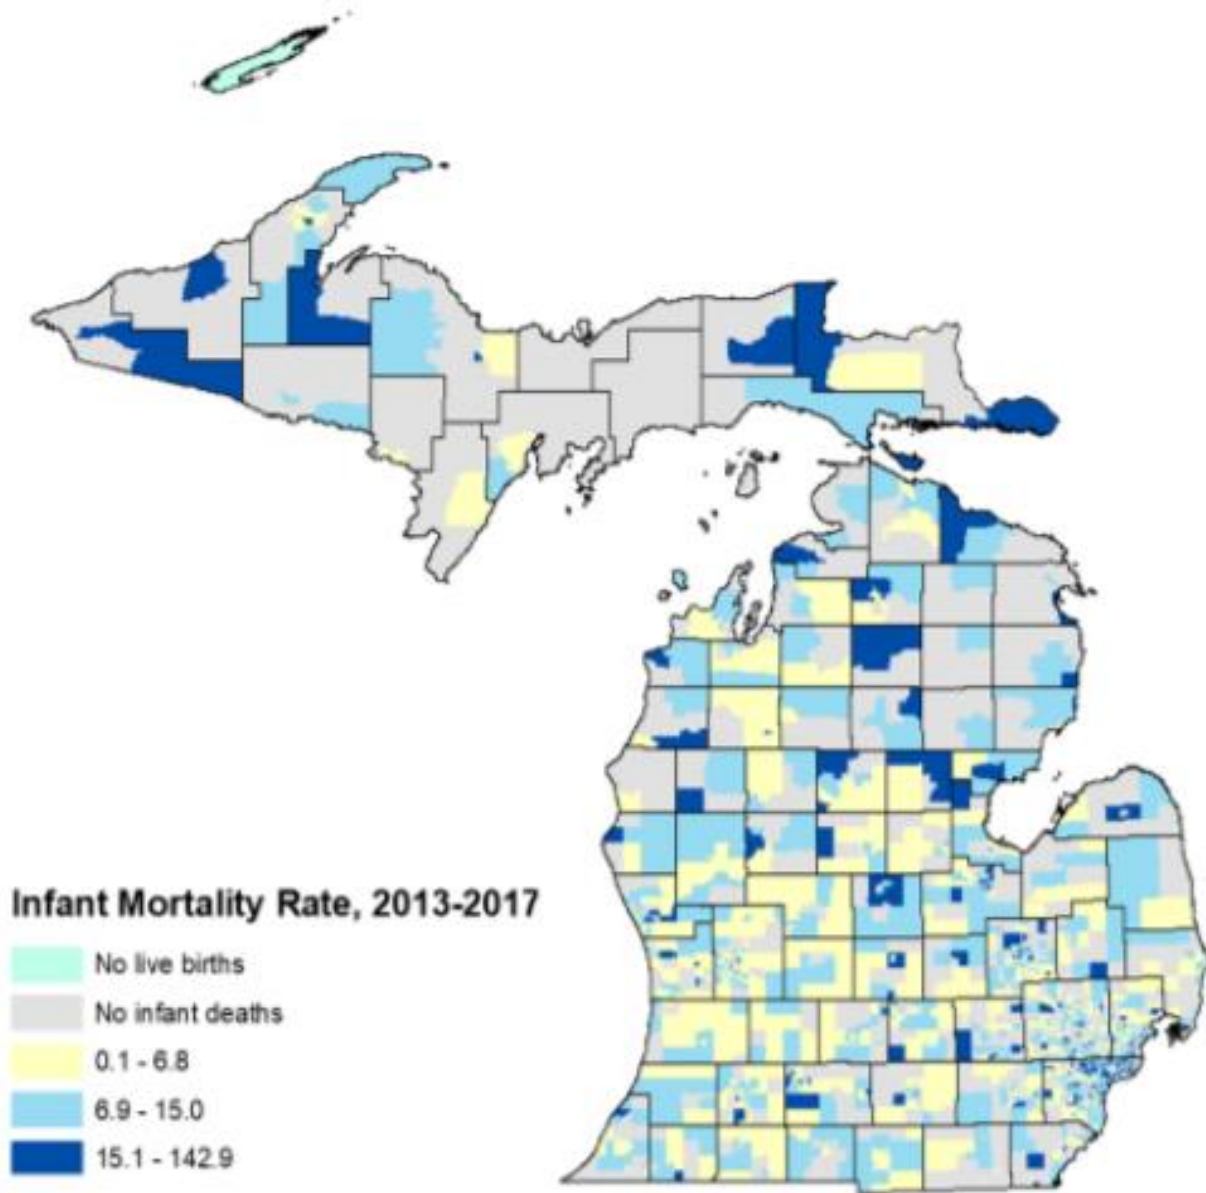 Infant Mortality Rate, 2013-2017
No live births
No infant deaths
0.1 - 6.8
6.9 - 15.0
15.1 - 142.9